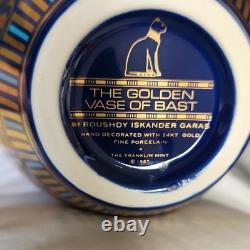 THE GOLDEN
VASE OF BAST
BY ROUSHDY ISKANDER GARAS
HAND DECORATED WITH 24KT GOLD
FINE PORCELAIN
•
THE FRANKLIN MINT
© 1987
ebay